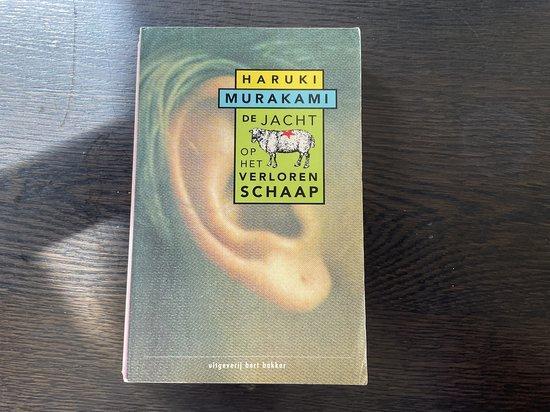 HARUKI
MURAKAMI
DE JACHT
OP
HET
VERLOREN
SCHAAP
uitgeverij bert bakker